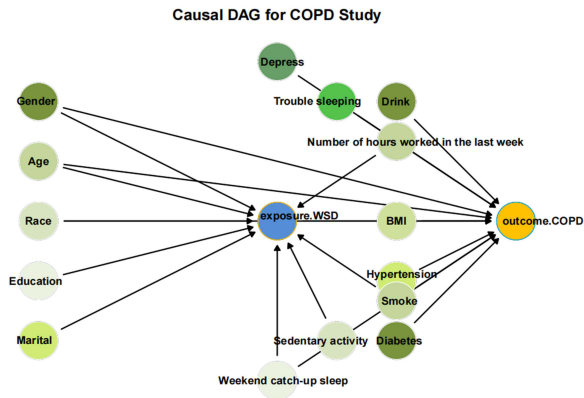 Causal DAG for COPD Study
Depress
Gender
Trouble sleeping
Drink
Number of hours worked in the last week
Age
Race
exposure.WSD
BMI
outcome.COPD
Education
Hypertension
Smoke
Marital
Sedentary activity
Diabetes
Weekend catch-up sleep